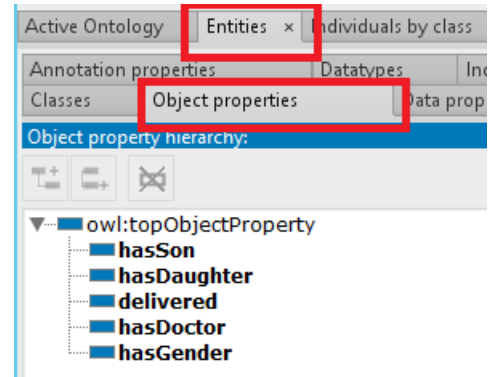 Active Ontology Entities × Individuals by class
Annotation properties Datatypes
Classes Object properties Data prop
Object property hierarchy:
owl:topObjectProperty
hasSon
hasDaughter
delivered
hasDoctor
hasGender